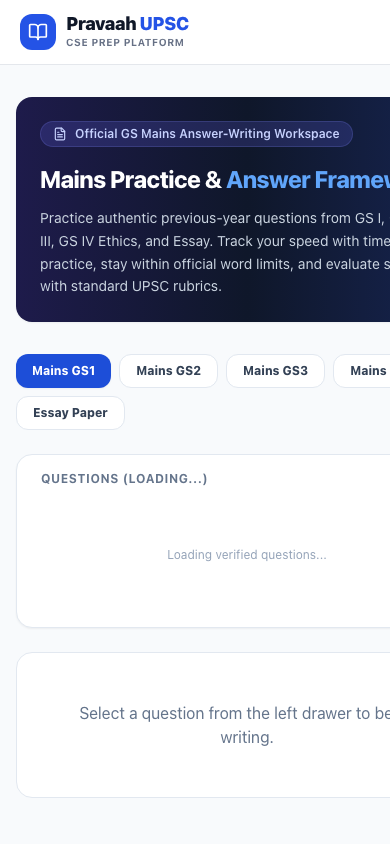 Pravaah UPSC
CSE PREP PLATFORM
Official GS Mains Answer-Writing Workspace
Mains Practice & Answer Framew
Practice authentic previous-year questions from GS I,
III, GS IV Ethics, and Essay. Track your speed with time
practice, stay within official word limits, and evaluate s
with standard UPSC rubrics.
Mains GS1
Mains GS2
Mains GS3
Mains
Essay Paper
QUESTIONS (LOADING...)
Loading verified questions...
Select a question from the left drawer to be
writing.